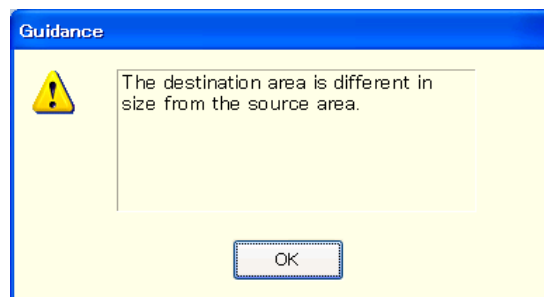 Guidance
The destination area is different in
size from the source area.
OK